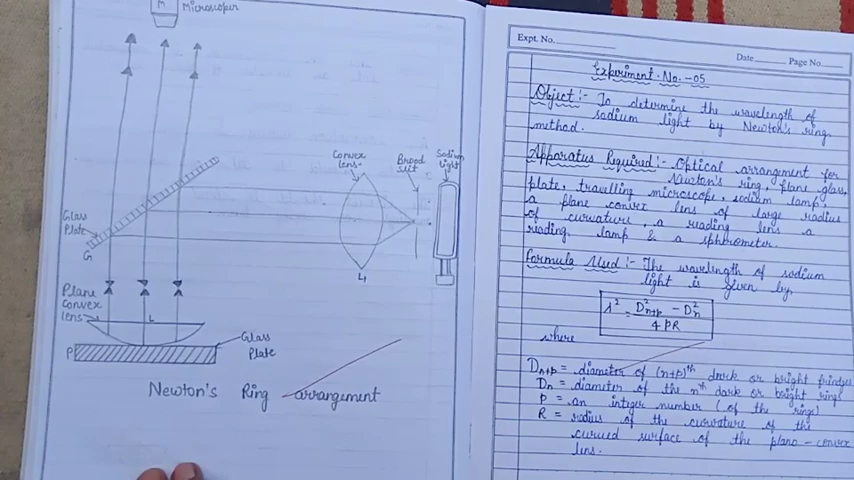 M Microscoper
Convex
lens
Broad
slit
Sodium
light
Glass
Plate
G
L1
Plane
Convex
lens
L
P
Glass
Plate
Newton's Ring arrangement
Expt. No.
Date Page No.
Experiment No. -05
Object:- To determine the wavelength of
sodium light by Newton's ring
method.
Apparatus Required:- Optical arrangement for
Newton's ring, plane glass,
plate, travelling microscope, sodium lamp,
a plane convex lens of large radius
of curvature, a reading lens a
reading lamp & a spherometer.
Formula Used:- The wavelength of sodium
light is given by,
λ² = D²n+p - D²n / 4PR
where
Dn+p = diameter of (n+p)th dark or bright fringes
Dn = diameter of the nth dark or bright rings
P = an integer number (of the rings)
R = radius of the curvature of the
curved surface of the plano-convex
lens.